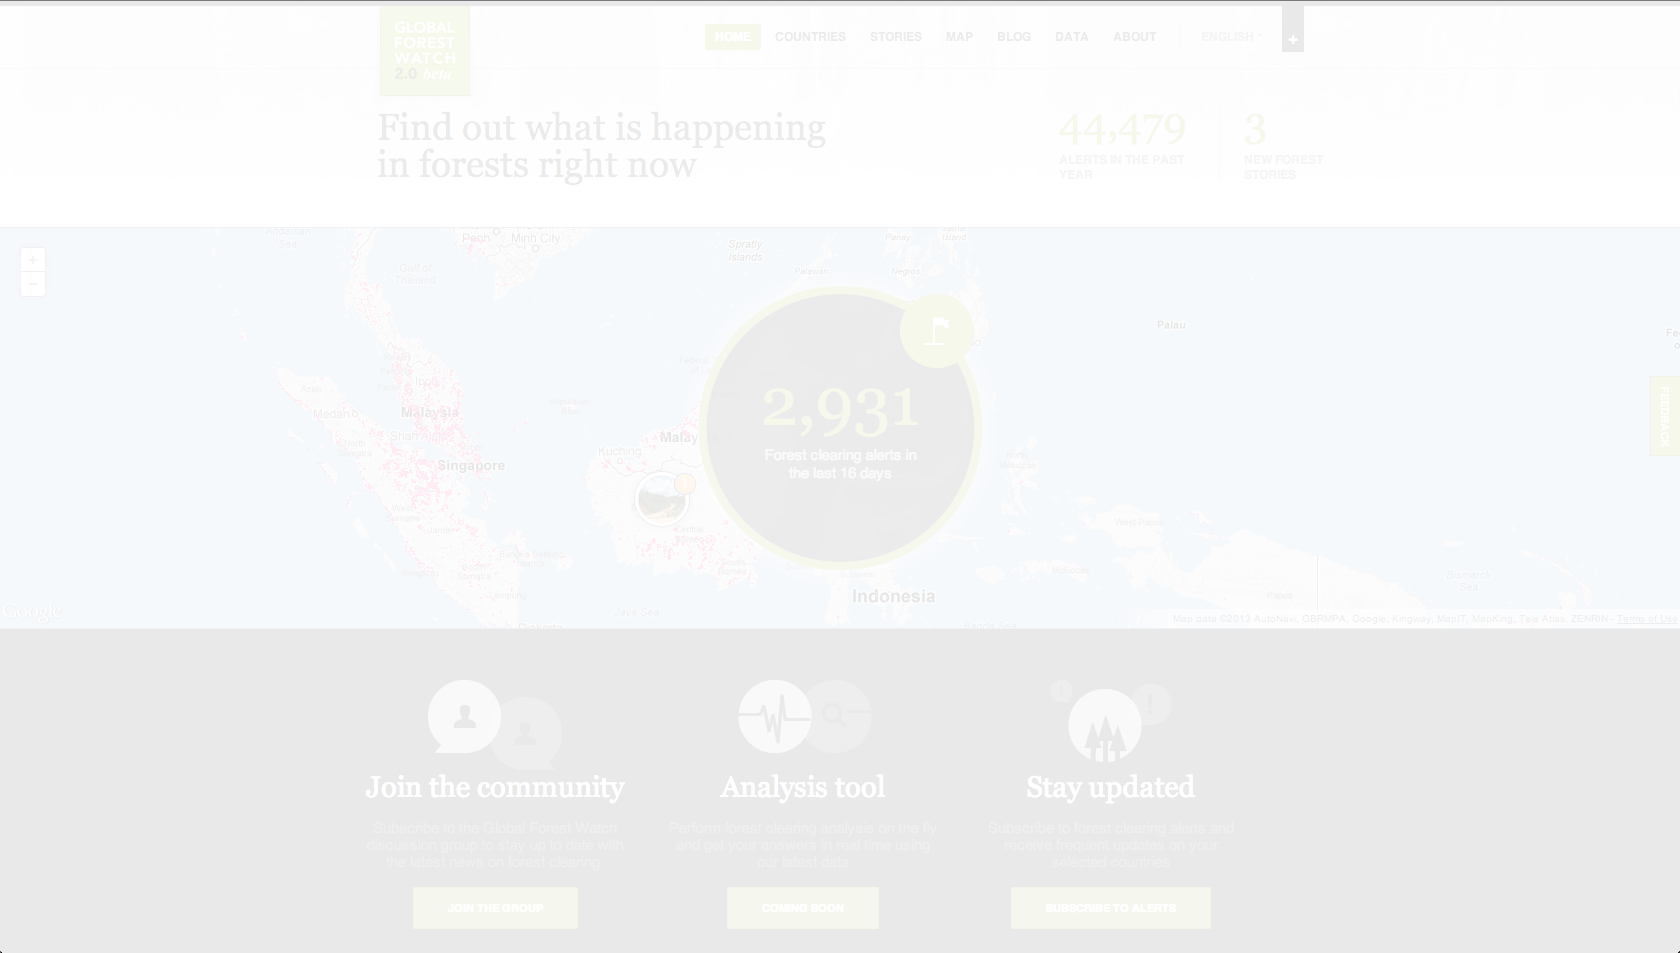 GLOBAL
FOREST
WATCH
2.0 beta
HOME COUNTRIES STORIES MAP BLOG DATA ABOUT ENGLISH
Find out what is happening
in forests right now
44,479
ALERTS IN THE PAST
YEAR
3
NEW FOREST
STORIES
+
−
Andaman
Sea
Gulf of
Thailand
Minh City
Spratly
Islands
Palawan
Panay
Negros
Palau
Ipoh
Medan
Malaysia
Shah Alam
Singapore
Kuching
Malay
2,931
Forest clearing alerts in
the last 16 days
FEEDBACK
West Papua
Papua
Bismarck
Sea
Java Sea
Indonesia
Google
Map data ©2013 AutoNavi, GBRMPA, Google, Kingway, MapIT, MapKing, Tele Atlas, ZENRIN - Terms of Use
Join the community
Subscribe to the Global Forest Watch
discussion group to stay up to date with
the latest news on forest clearing
JOIN THE GROUP
Analysis tool
Perform forest clearing analysis on the fly
and get your answers in real time using
our latest data
COMING SOON
Stay updated
Subscribe to forest clearing alerts and
receive frequent updates on your
selected countries
SUBSCRIBE TO ALERTS